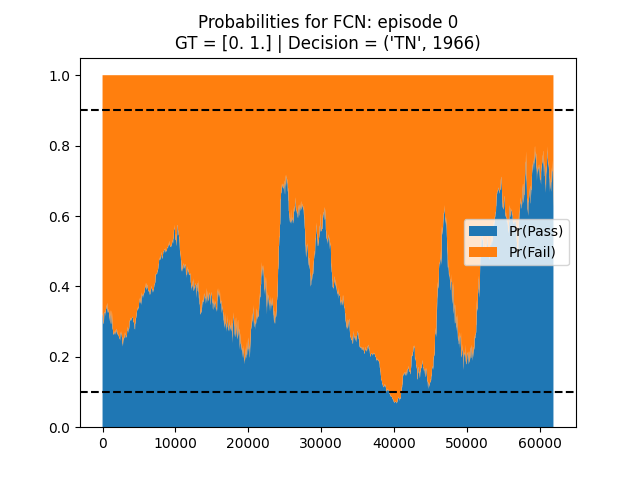 Probabilities for FCN: episode 0
GT = [0. 1.] | Decision = ('TN', 1966)
1.0
0.8
0.6
0.4
0.2
0.0
Pr(Pass)
Pr(Fail)
0 10000 20000 30000 40000 50000 60000